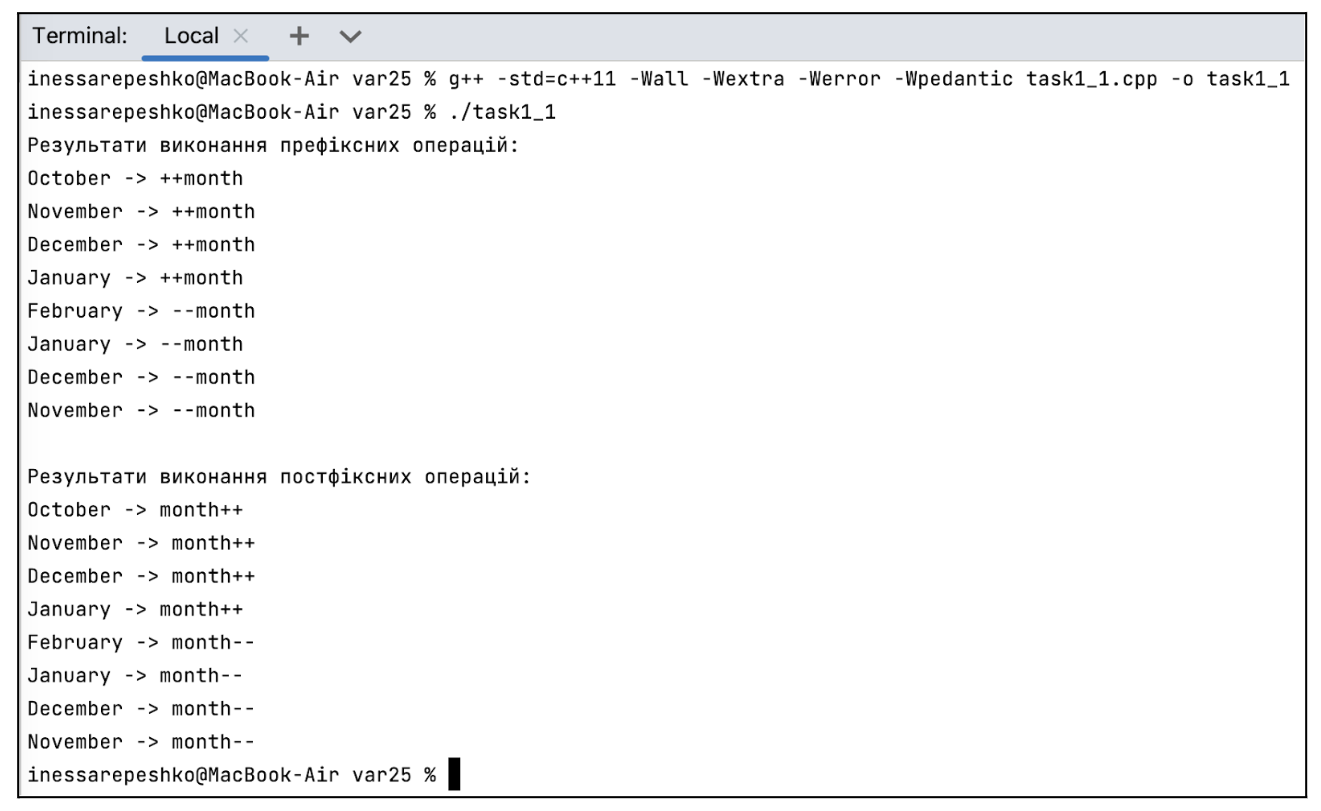 Terminal: Local × + ∨
inessarepeshko@MacBook-Air var25 % g++ -std=c++11 -Wall -Wextra -Werror -Wpedantic task1_1.cpp -o task1_1
inessarepeshko@MacBook-Air var25 % ./task1_1
Результати виконання префіксних операцій:
October -> ++month
November -> ++month
December -> ++month
January -> ++month
February -> --month
January -> --month
December -> --month
November -> --month
Результати виконання постфіксних операцій:
October -> month++
November -> month++
December -> month++
January -> month++
February -> month--
January -> month--
December -> month--
November -> month--
inessarepeshko@MacBook-Air var25 %